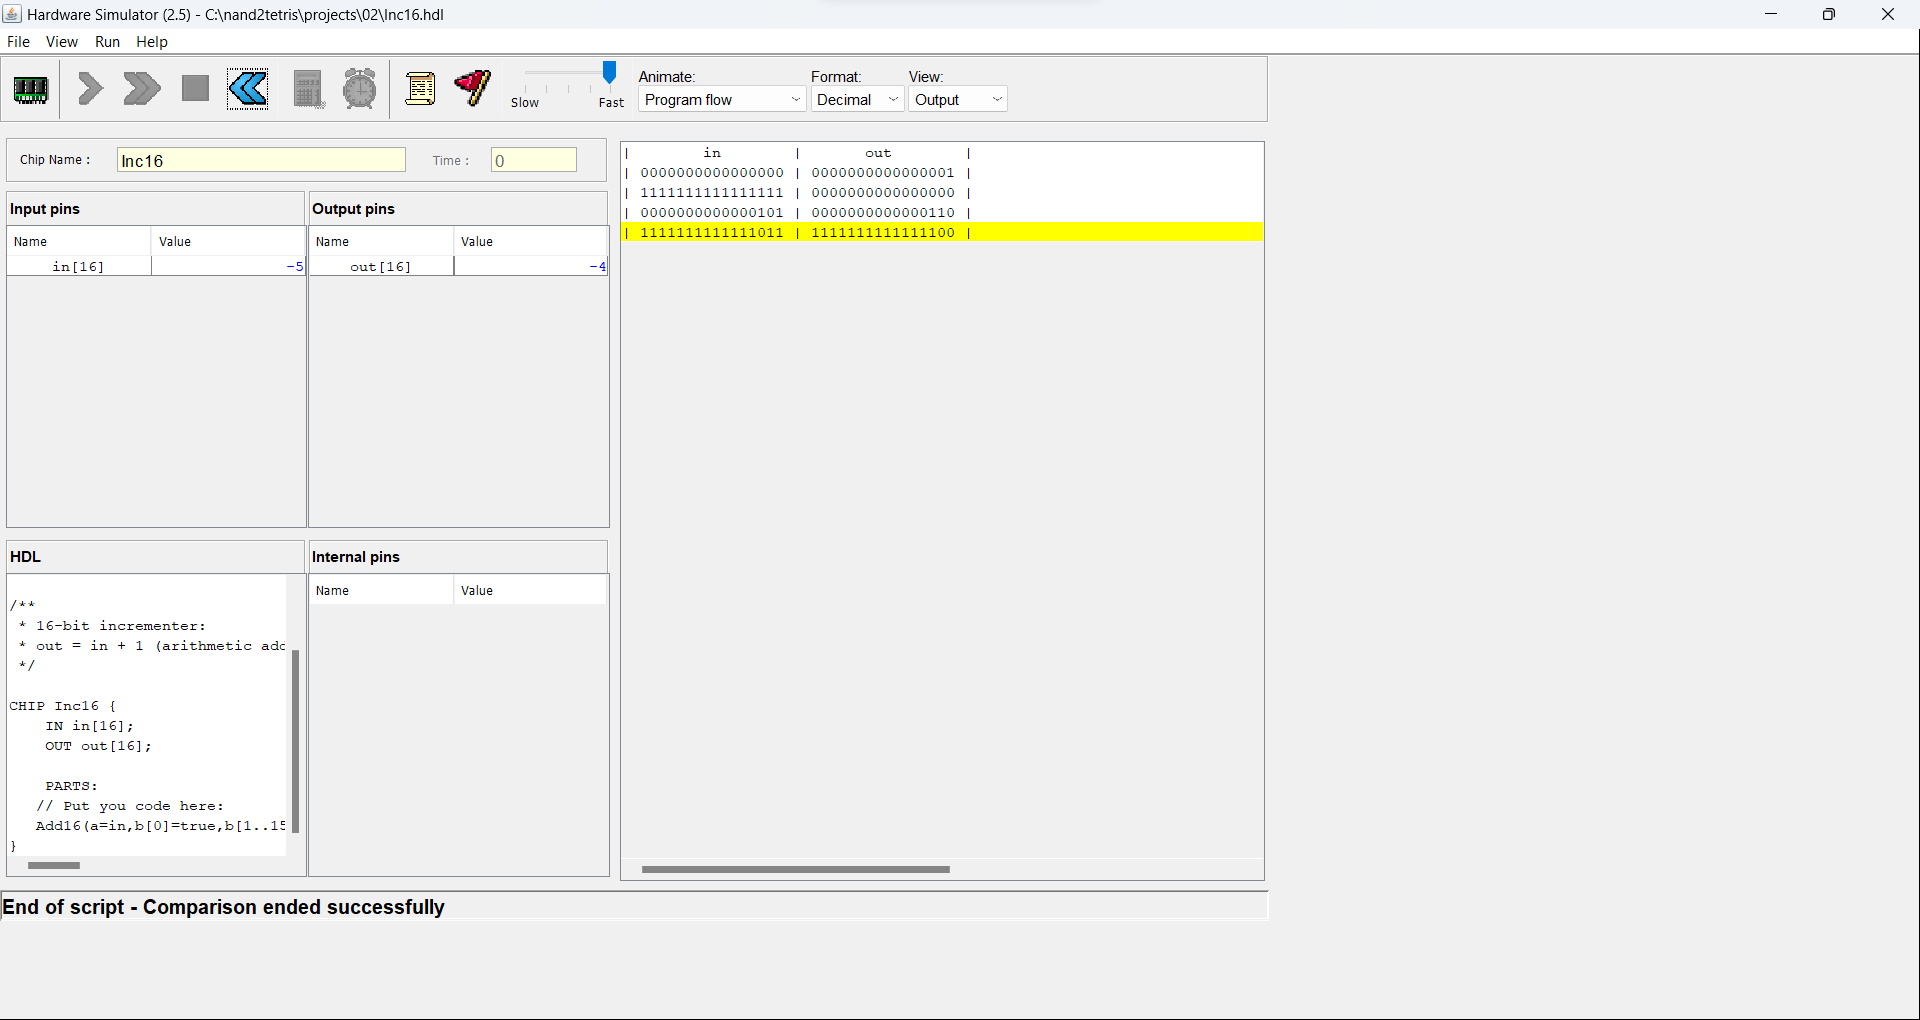 Hardware Simulator (2.5) - C:\nand2tetris\projects\02\Inc16.hdl
File View Run Help
Slow Fast
Animate: Format: View:
Program flow Decimal Output
Chip Name : Inc16 Time : 0
Input pins Output pins
Name Value Name Value
in[16] -5 out[16] -4
| in | out |
| 0000000000000000 | 0000000000000001 |
| 1111111111111111 | 0000000000000000 |
| 0000000000000101 | 0000000000000110 |
| 1111111111111011 | 1111111111111100 |
HDL
/**
* 16-bit incrementer:
* out = in + 1 (arithmetic add
*/
CHIP Inc16 {
IN in[16];
OUT out[16];
PARTS:
// Put you code here:
Add16(a=in,b[0]=true,b[1..15
}
Internal pins
Name Value
End of script - Comparison ended successfully